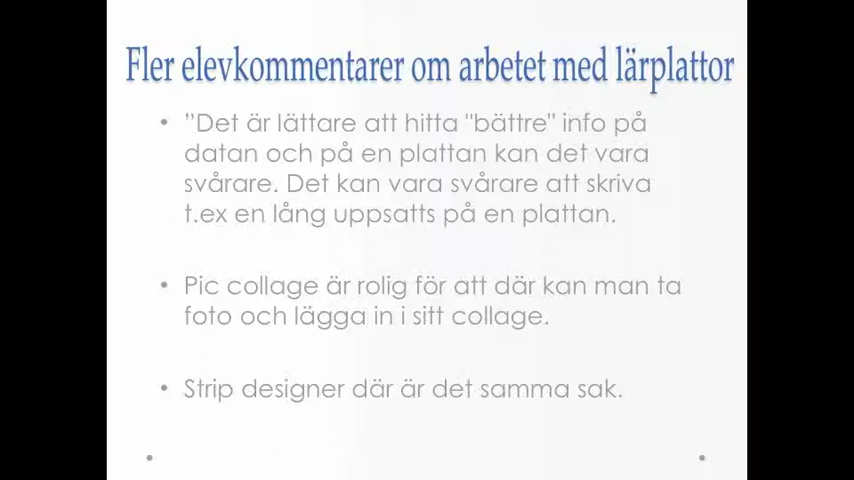 Fler elevkommentarer om arbetet med lärplattor
• ”Det är lättare att hitta "bättre" info på
datan och på en plattan kan det vara
svårare. Det kan vara svårare att skriva
t.ex en lång uppsatts på en plattan.
• Pic collage är rolig för att där kan man ta
foto och lägga in i sitt collage.
• Strip designer där är det samma sak.